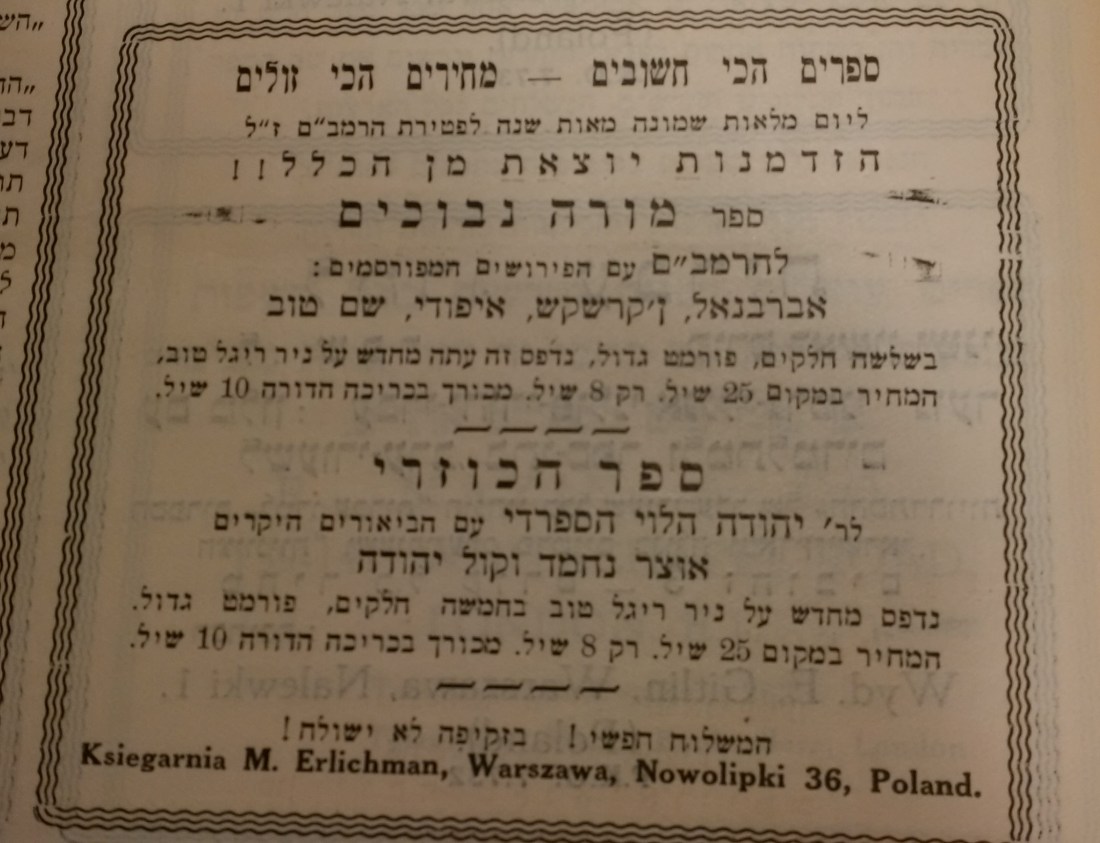 ספרים הכי חשובים — מחירים הכי זולים
ליום מלאות שמונה מאות שנה לפטירת הרמב״ם ז״ל
הזדמנות יוצאת מן הכלל!!
ספר מורה נבוכים
להרמב״ם עם הפירושים המפורסמים:
אברבנאל, ן׳קרשקש, איפודי, שם טוב
בשלשה חלקים, פורמט גדול, נדפס זה עתה מחדש על ניר ריגל טוב,
המחיר במקום 25 שיל. רק 8 שיל. מכורך בכריכה הדורה 10 שיל.
ספר הכוזרי
לר׳ יהודה הלוי הספרדי עם הביאורים היקרים
אוצר נחמד וקול יהודה
נדפס מחדש על ניר ריגל טוב בחמשה חלקים, פורמט גדול.
המחיר במקום 25 שיל. רק 8 שיל. מכורך בכריכה הדורה 10 שיל.
המשלוח חפשי! בזקיפה לא ישולח!
Ksiegarnia M. Erlichman, Warszawa, Nowolipki 36, Poland.